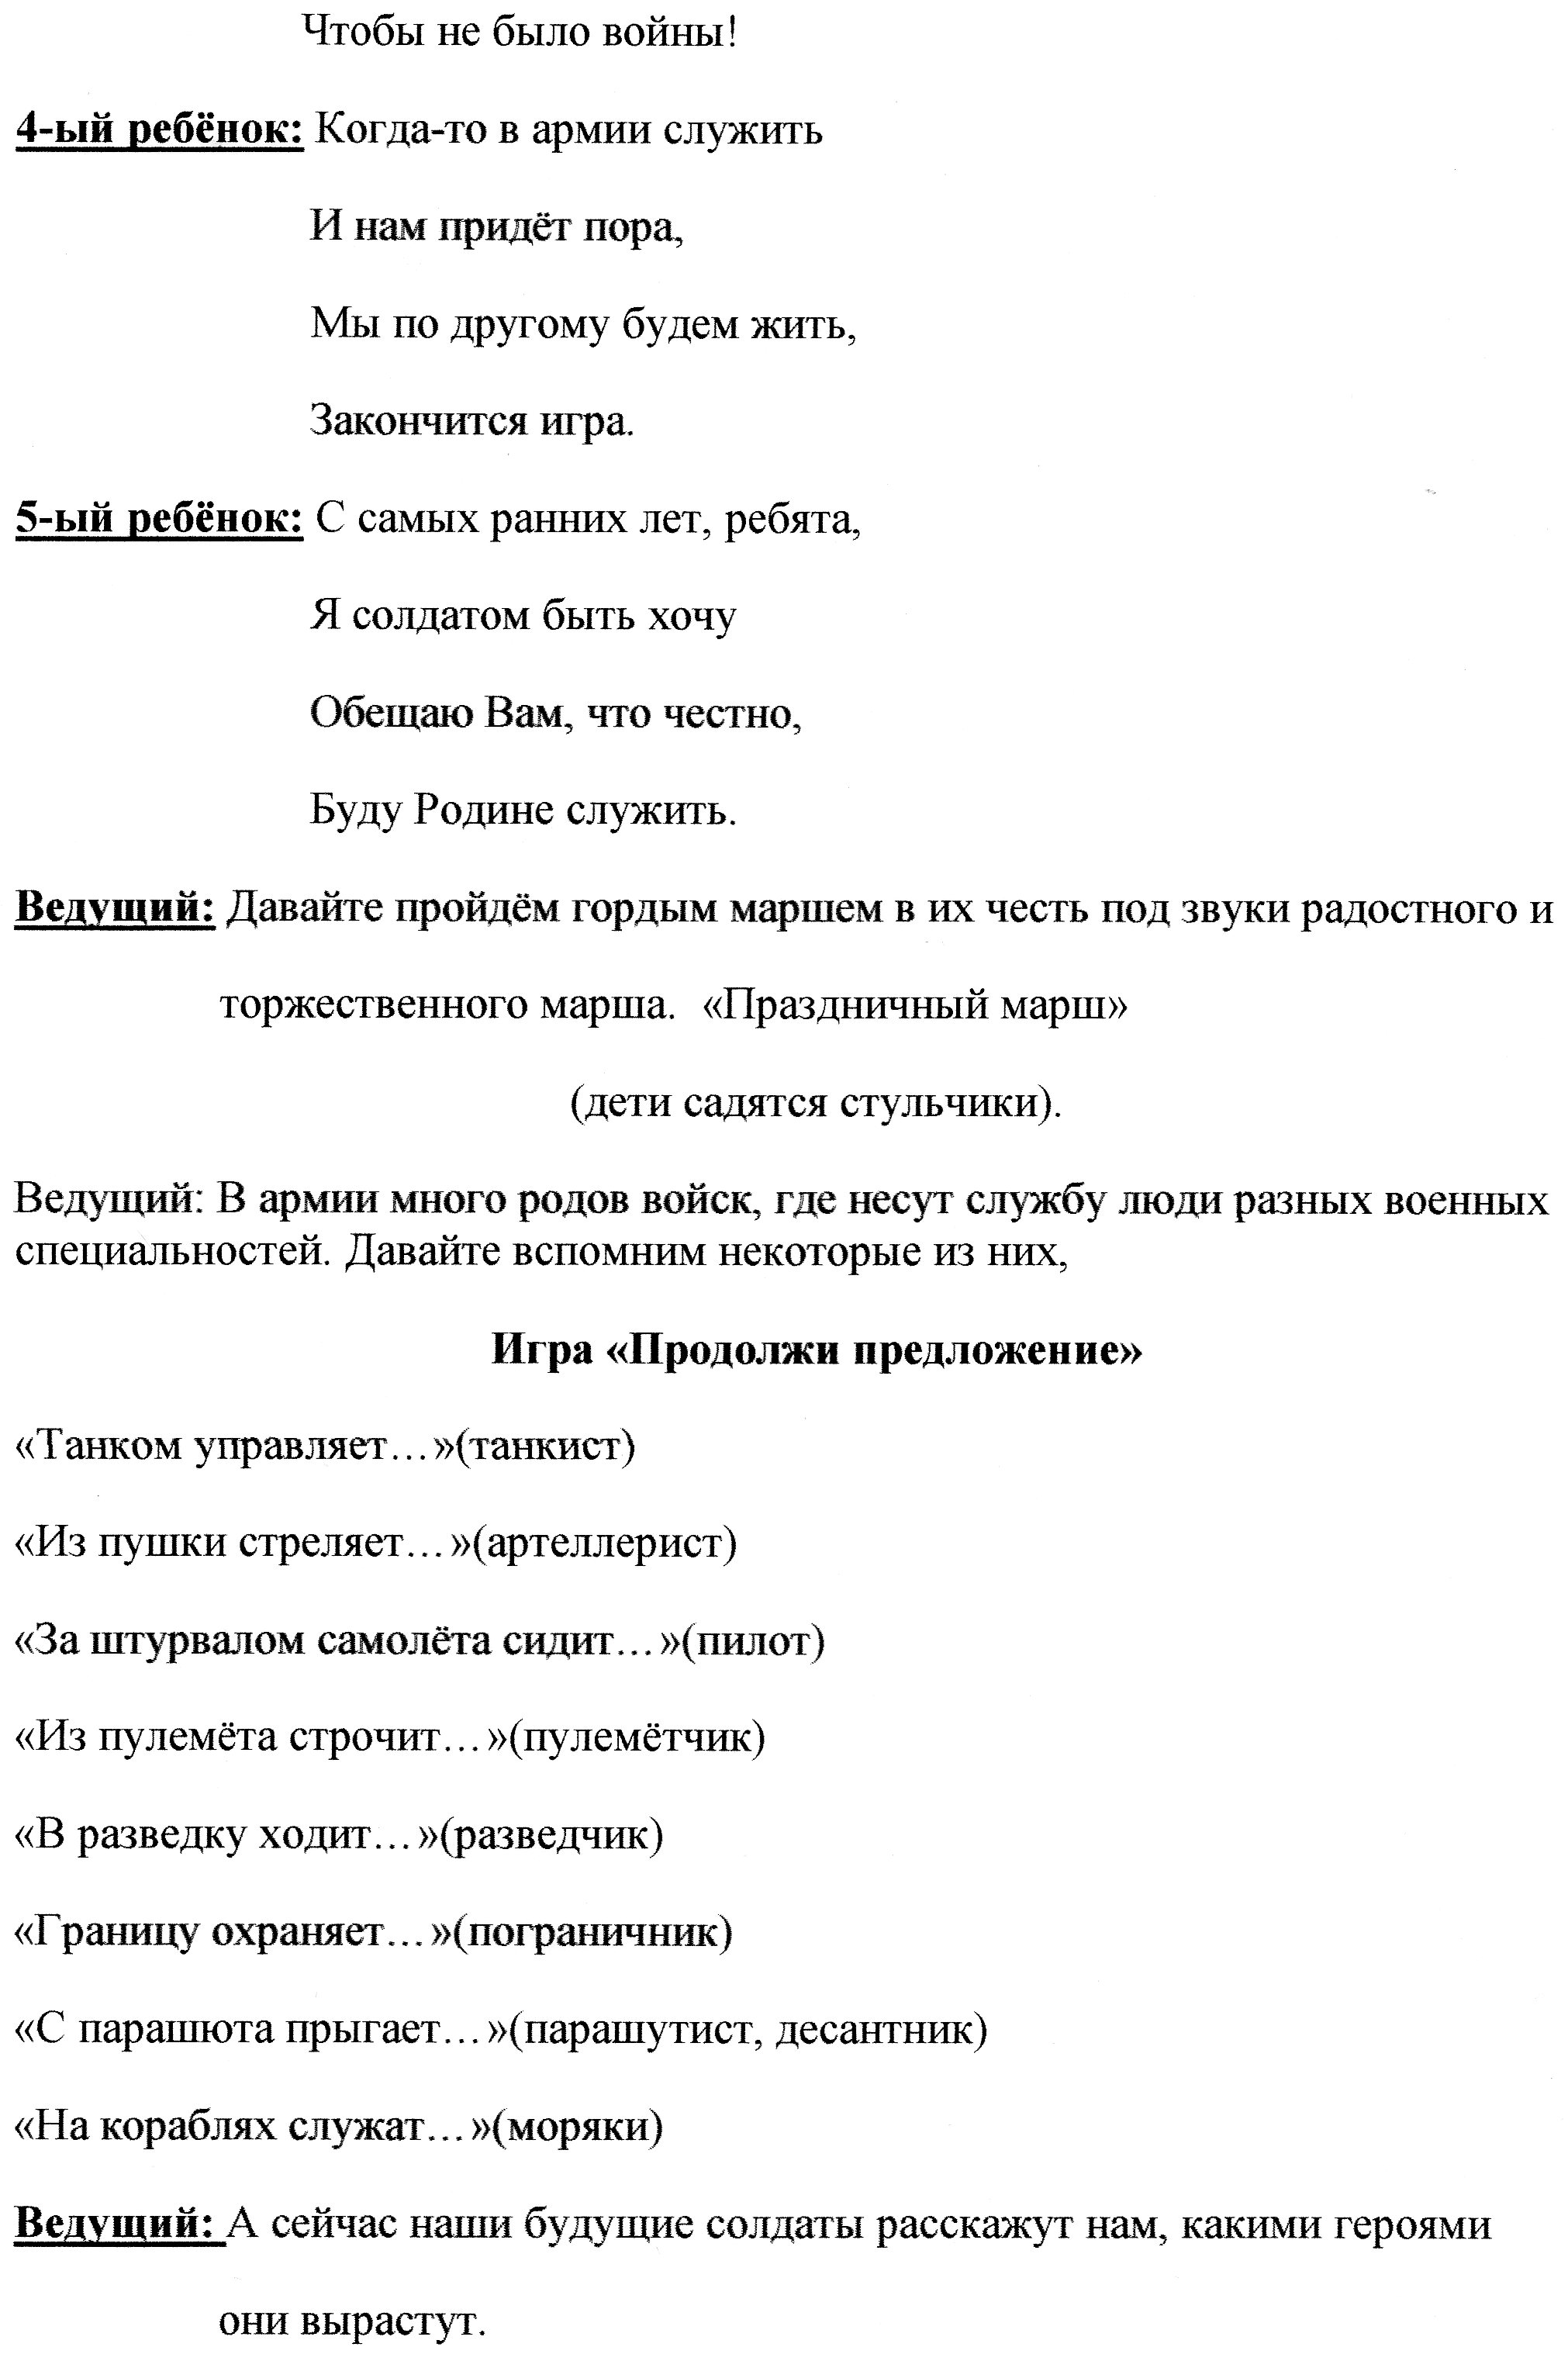 Чтобы не было войны!
4-ый ребёнок: Когда-то в армии служить
И нам придёт пора,
Мы по другому будем жить,
Закончится игра.
5-ый ребёнок: С самых ранних лет, ребята,
Я солдатом быть хочу
Обещаю Вам, что честно,
Буду Родине служить.
Ведущий: Давайте пройдём гордым маршем в их честь под звуки радостного и
торжественного марша. «Праздничный марш»
(дети садятся стульчики).
Ведущий: В армии много родов войск, где несут службу люди разных военных
специальностей. Давайте вспомним некоторые из них,
Игра «Продолжи предложение»
«Танком управляет…»(танкист)
«Из пушки стреляет…»(артеллерист)
«За штурвалом самолёта сидит…»(пилот)
«Из пулемёта строчит…»(пулемётчик)
«В разведку ходит…»(разведчик)
«Границу охраняет…»(пограничник)
«С парашюта прыгает…»(парашутист, десантник)
«На кораблях служат…»(моряки)
Ведущий: А сейчас наши будущие солдаты расскажут нам, какими героями
они вырастут.